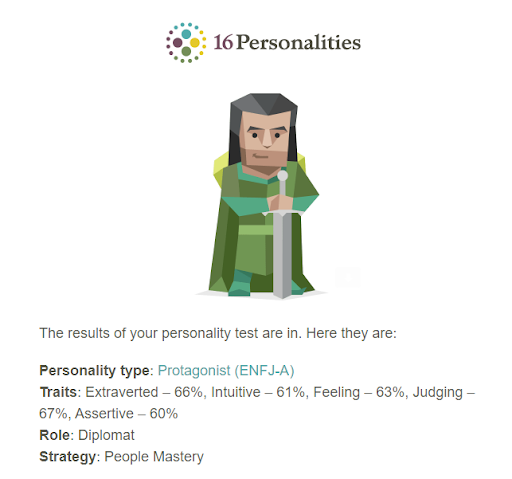 16Personalities
The results of your personality test are in. Here they are:
Personality type: Protagonist (ENFJ-A)
Traits: Extraverted – 66%, Intuitive – 61%, Feeling – 63%, Judging –
67%, Assertive – 60%
Role: Diplomat
Strategy: People Mastery